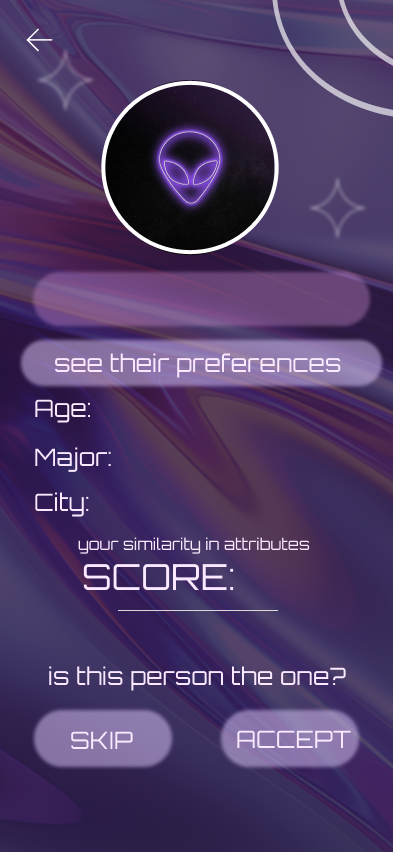 see their preferences
Age:
Major:
City:
your similarity in attributes
SCORE:
is this person the one?
SKIP
ACCEPT